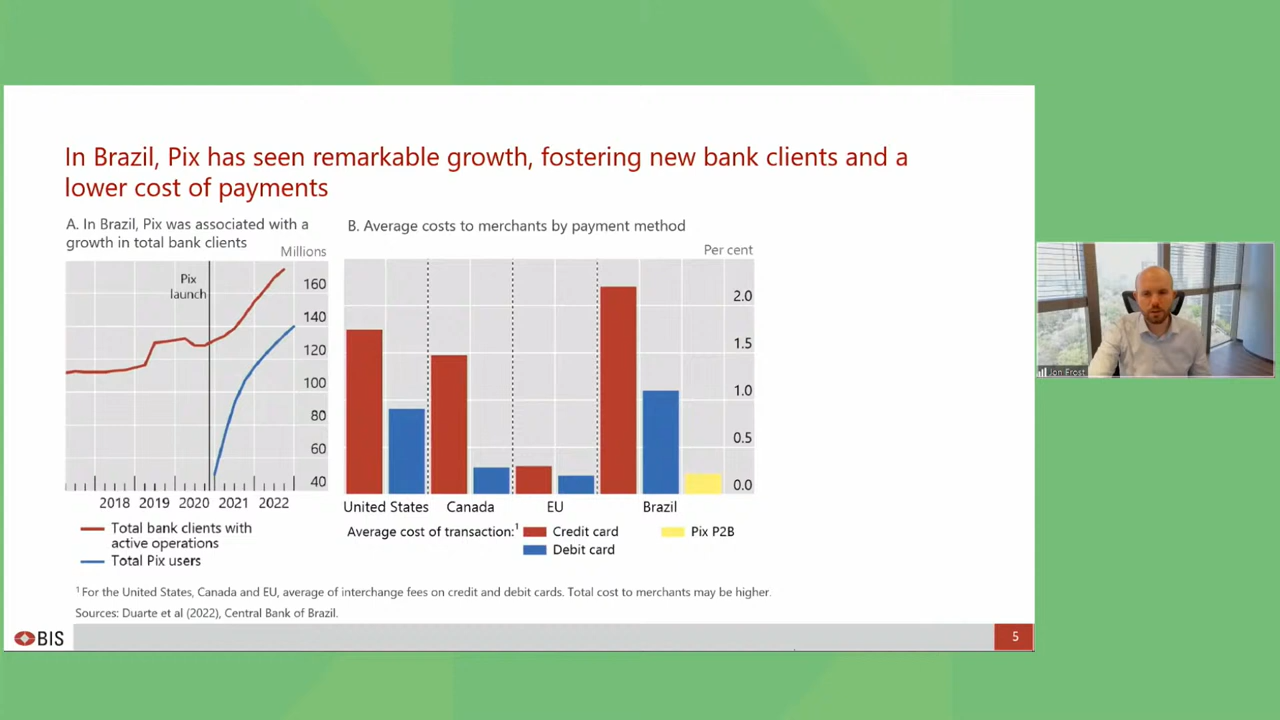 In Brazil, Pix has seen remarkable growth, fostering new bank clients and a
lower cost of payments
A. In Brazil, Pix was associated with a
growth in total bank clients
Millions
Pix
launch
160
140
120
100
80
60
40
2018 2019 2020 2021 2022
Total bank clients with
active operations
Total Pix users
B. Average costs to merchants by payment method
Per cent
2.0
1.5
1.0
0.5
0.0
United States Canada EU Brazil
Average cost of transaction:¹ Credit card Pix P2B
Debit card
¹ For the United States, Canada and EU, average of interchange fees on credit and debit cards. Total cost to merchants may be higher.
Sources: Duarte et al (2022), Central Bank of Brazil.
BIS
5
Jon Frost